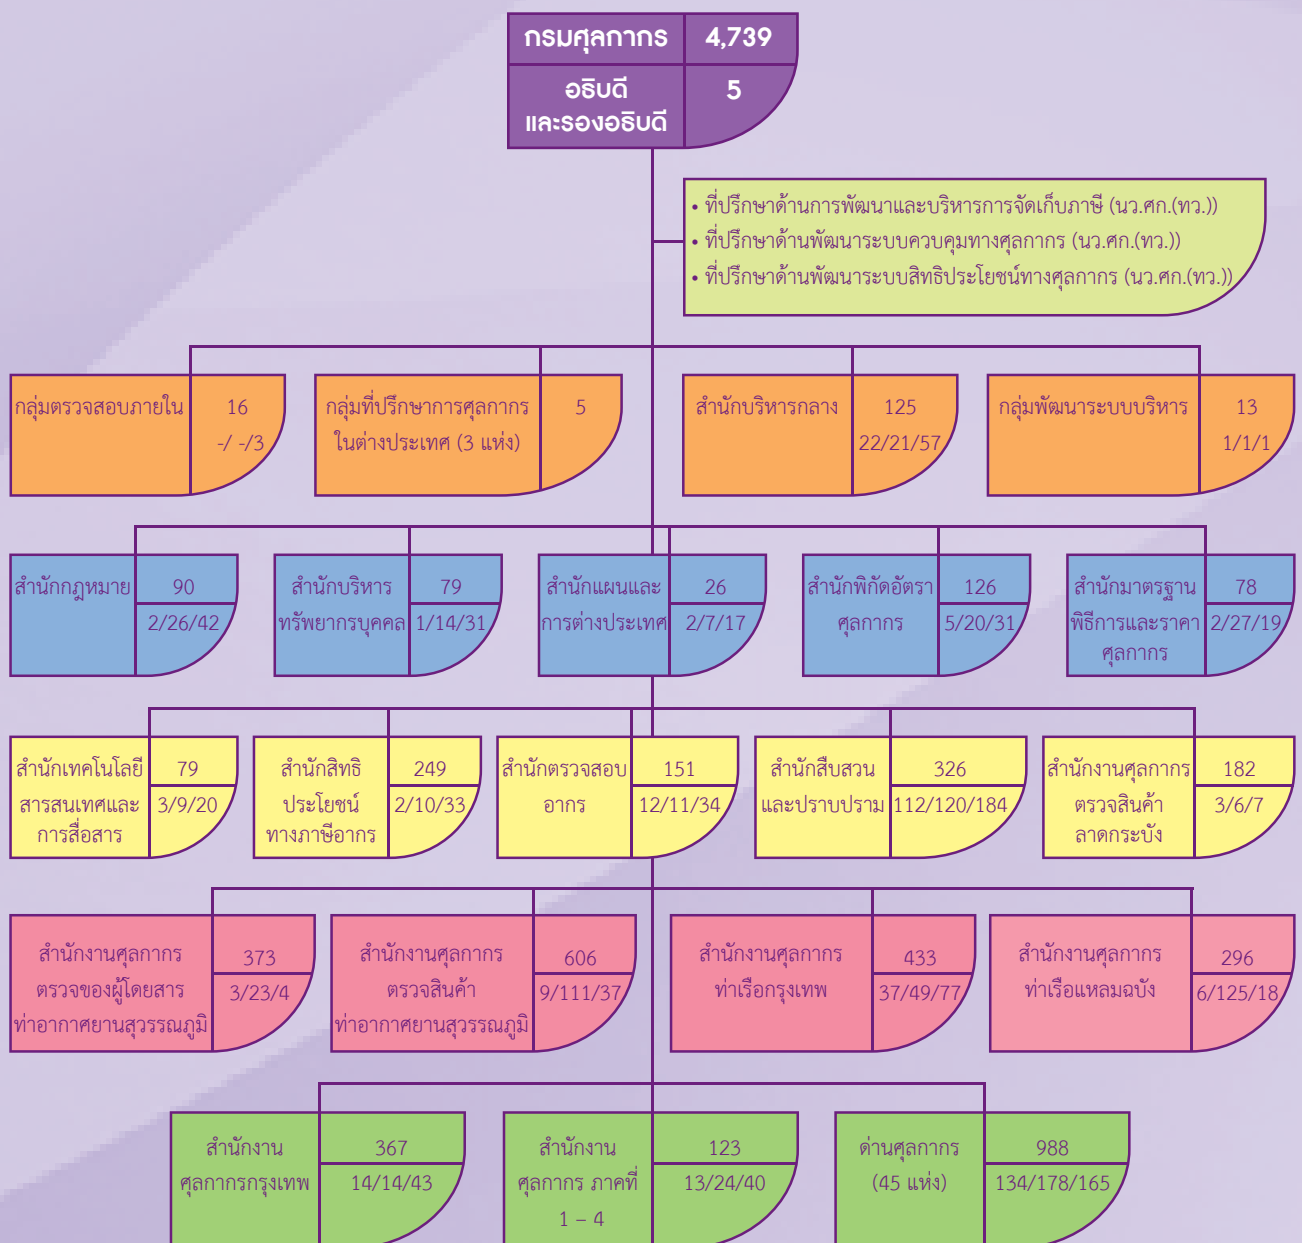 กรมศุลกากร 4,739
อธิบดี 5
และรองอธิบดี
• ที่ปรึกษาด้านการพัฒนาและบริหารการจัดเก็บภาษี (นว.ศก.(ทว.))
• ที่ปรึกษาด้านพัฒนาระบบควบคุมทางศุลกากร (นว.ศก.(ทว.))
• ที่ปรึกษาด้านพัฒนาระบบสิทธิประโยชน์ทางศุลกากร (นว.ศก.(ทว.))
กลุ่มตรวจสอบภายใน 16
-/ -/3
กลุ่มที่ปรึกษาการศุลกากร 5
ในต่างประเทศ (3 แห่ง)
สำนักบริหารกลาง 125
22/21/57
กลุ่มพัฒนาระบบบริหาร 13
1/1/1
สำนักกฎหมาย 90
2/26/42
สำนักบริหาร 79
ทรัพยากรบุคคล 1/14/31
สำนักแผนและ 26
การต่างประเทศ 2/7/17
สำนักพิกัดอัตรา 126
ศุลกากร 5/20/31
สำนักมาตรฐาน 78
พิธีการและราคา 2/27/19
ศุลกากร
สำนักเทคโนโลยี 79
สารสนเทศและ 3/9/20
การสื่อสาร
สำนักสิทธิ 249
ประโยชน์ 2/10/33
ทางภาษีอากร
สำนักตรวจสอบ 151
อากร 12/11/34
สำนักสืบสวน 326
และปราบปราม 112/120/184
สำนักงานศุลกากร 182
ตรวจสินค้า 3/6/7
ลาดกระบัง
สำนักงานศุลกากร 373
ตรวจของผู้โดยสาร 3/23/4
ท่าอากาศยานสุวรรณภูมิ
สำนักงานศุลกากร 606
ตรวจสินค้า 9/111/37
ท่าอากาศยานสุวรรณภูมิ
สำนักงานศุลกากร 433
ท่าเรือกรุงเทพ 37/49/77
สำนักงานศุลกากร 296
ท่าเรือแหลมฉบัง 6/125/18
สำนักงาน 367
ศุลกากรกรุงเทพ 14/14/43
สำนักงาน 123
ศุลกากร ภาคที่ 13/24/40
1 – 4
ด่านศุลกากร 988
(45 แห่ง) 134/178/165